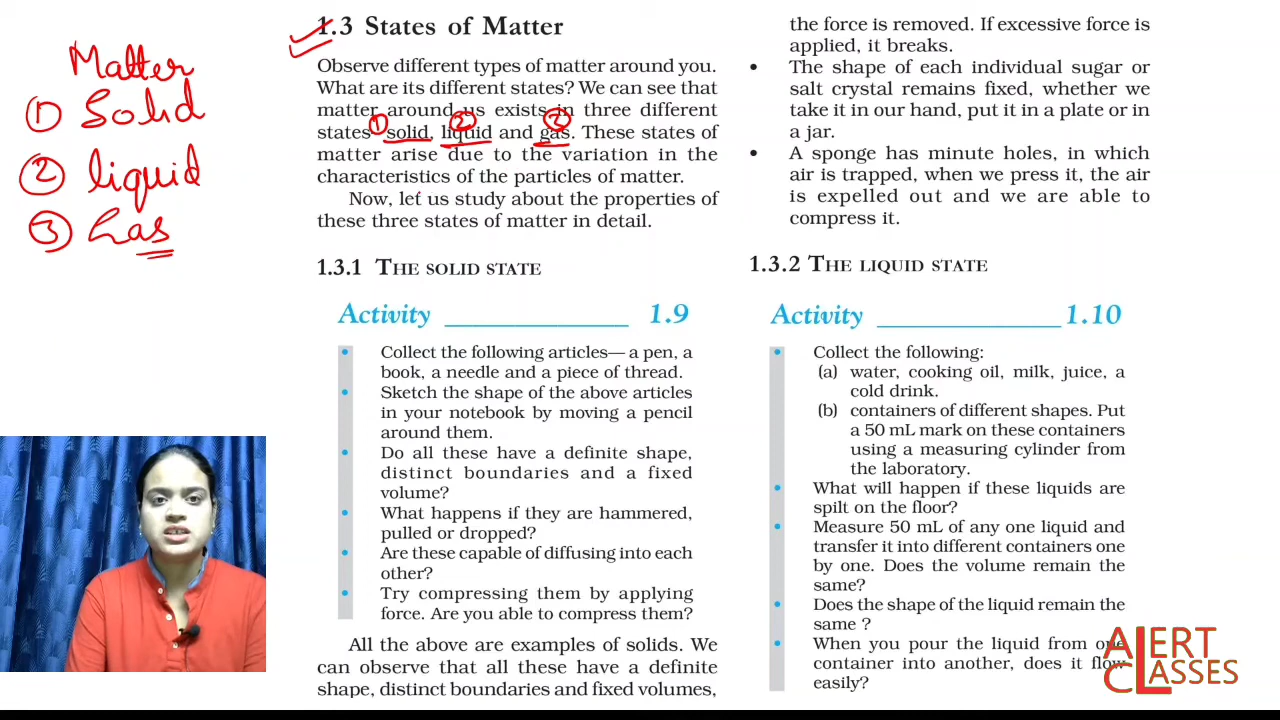 Matter
① Solid
② liquid
③ Gas
1.3 States of Matter
Observe different types of matter around you.
What are its different states? We can see that
matter around us exists in three different
① ② ③
states solid, liquid and gas. These states of
matter arise due to the variation in the
characteristics of the particles of matter.
Now, let us study about the properties of
these three states of matter in detail.
1.3.1 THE SOLID STATE
Activity ______________ 1.9
• Collect the following articles— a pen, a
book, a needle and a piece of thread.
• Sketch the shape of the above articles
in your notebook by moving a pencil
around them.
• Do all these have a definite shape,
distinct boundaries and a fixed
volume?
• What happens if they are hammered,
pulled or dropped?
• Are these capable of diffusing into each
other?
• Try compressing them by applying
force. Are you able to compress them?
All the above are examples of solids. We
can observe that all these have a definite
shape, distinct boundaries and fixed volumes,
the force is removed. If excessive force is
applied, it breaks.
• The shape of each individual sugar or
salt crystal remains fixed, whether we
take it in our hand, put it in a plate or in
a jar.
• A sponge has minute holes, in which
air is trapped, when we press it, the air
is expelled out and we are able to
compress it.
1.3.2 THE LIQUID STATE
Activity ______________ 1.10
• Collect the following:
(a) water, cooking oil, milk, juice, a
cold drink.
(b) containers of different shapes. Put
a 50 mL mark on these containers
using a measuring cylinder from
the laboratory.
• What will happen if these liquids are
spilt on the floor?
• Measure 50 mL of any one liquid and
transfer it into different containers one
by one. Does the volume remain the
same?
• Does the shape of the liquid remain the
same ?
• When you pour the liquid from one
container into another, does it flow
easily?
ALERT
CLASSES